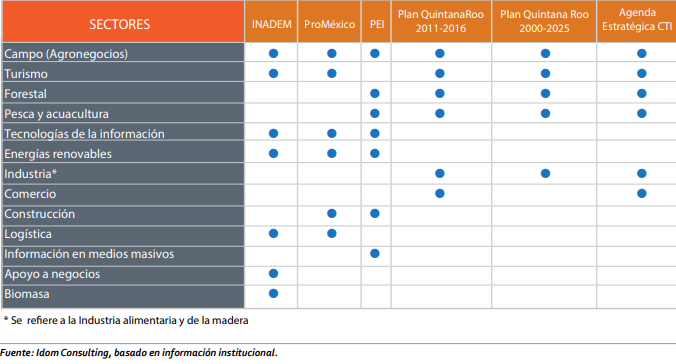 SECTORES INADEM ProMéxico PEI Plan QuintanaRoo 2011-2016 Plan Quintana Roo 2000-2025 Agenda Estratégica CTI
Campo (Agronegocios) ● ● ● ● ● ●
Turismo ● ● ● ● ●
Forestal ● ● ● ●
Pesca y acuacultura ● ● ● ●
Tecnologías de la información ● ● ●
Energías renovables ● ● ●
Industria* ● ● ●
Comercio ● ●
Construcción ● ●
Logística ● ●
Información en medios masivos ●
Apoyo a negocios ●
Biomasa ●
* Se refiere a la Industria alimentaria y de la madera
Fuente: Idom Consulting, basado en información institucional.